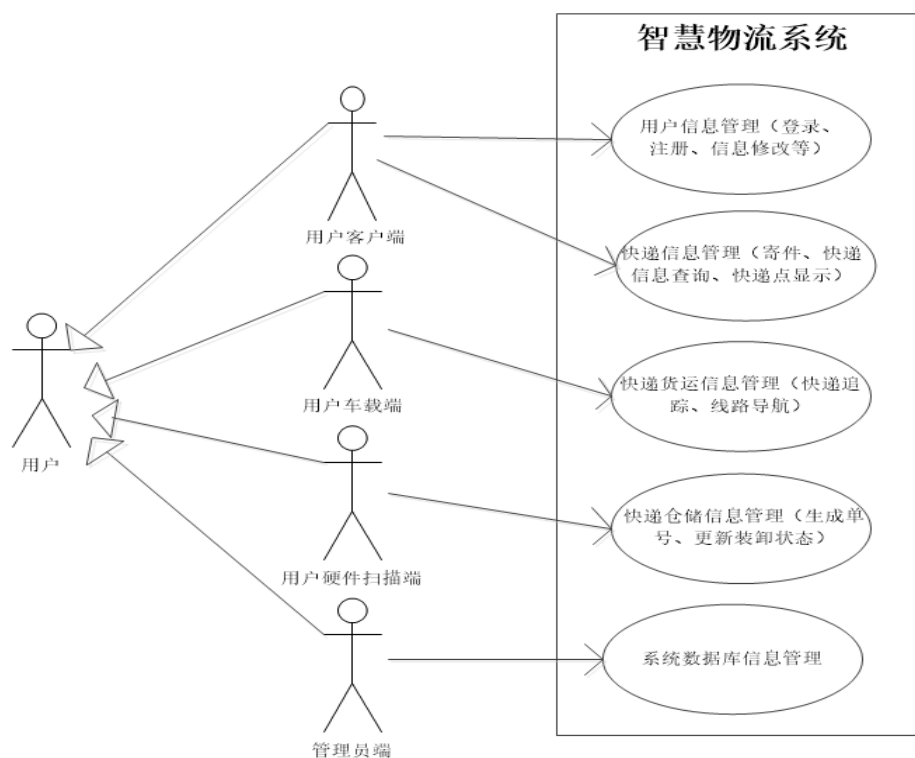 智慧物流系统
用户信息管理（登录、
注册、信息修改等）
用户客户端
快递信息管理（寄件、快递
信息查询、快递点显示）
用户车载端
快递货运信息管理（快递追
踪、线路导航）
用户
快递仓储信息管理（生成单
号、更新装卸状态）
用户硬件扫描端
系统数据库信息管理
管理员端